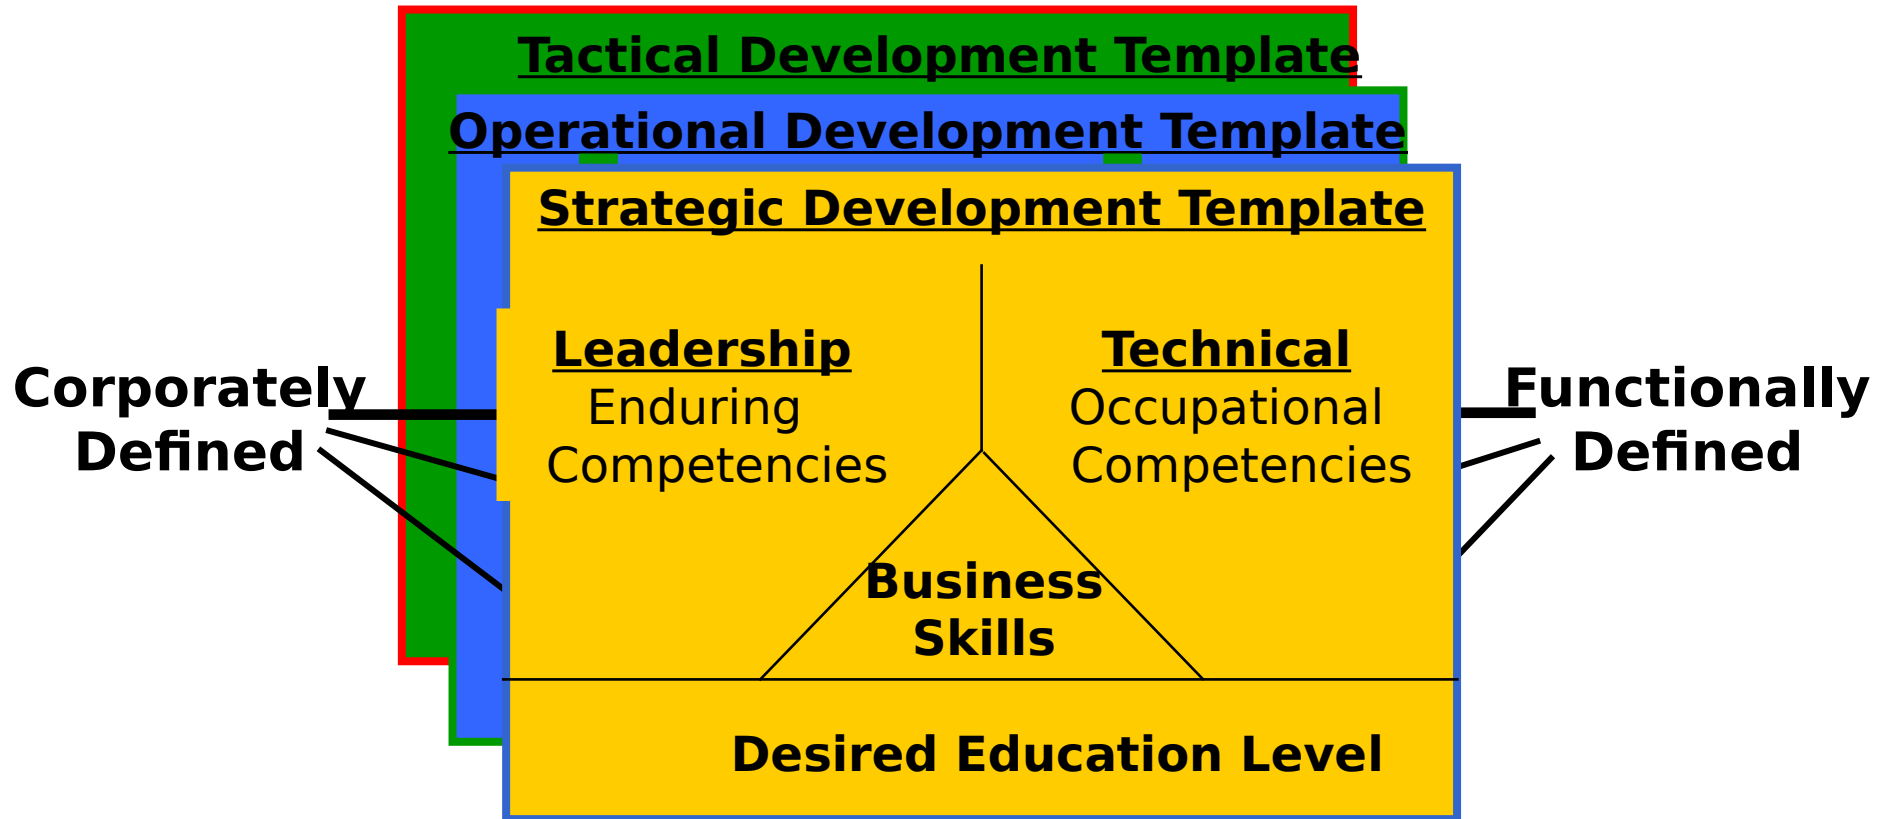 Tactical Development Template
Operational Development Template
Strategic Development Template
Leadership
Enduring
Competencies
Technical
Occupational
Competencies
Corporately
Defined
Functionally
Defined
Business
Skills
Desired Education Level